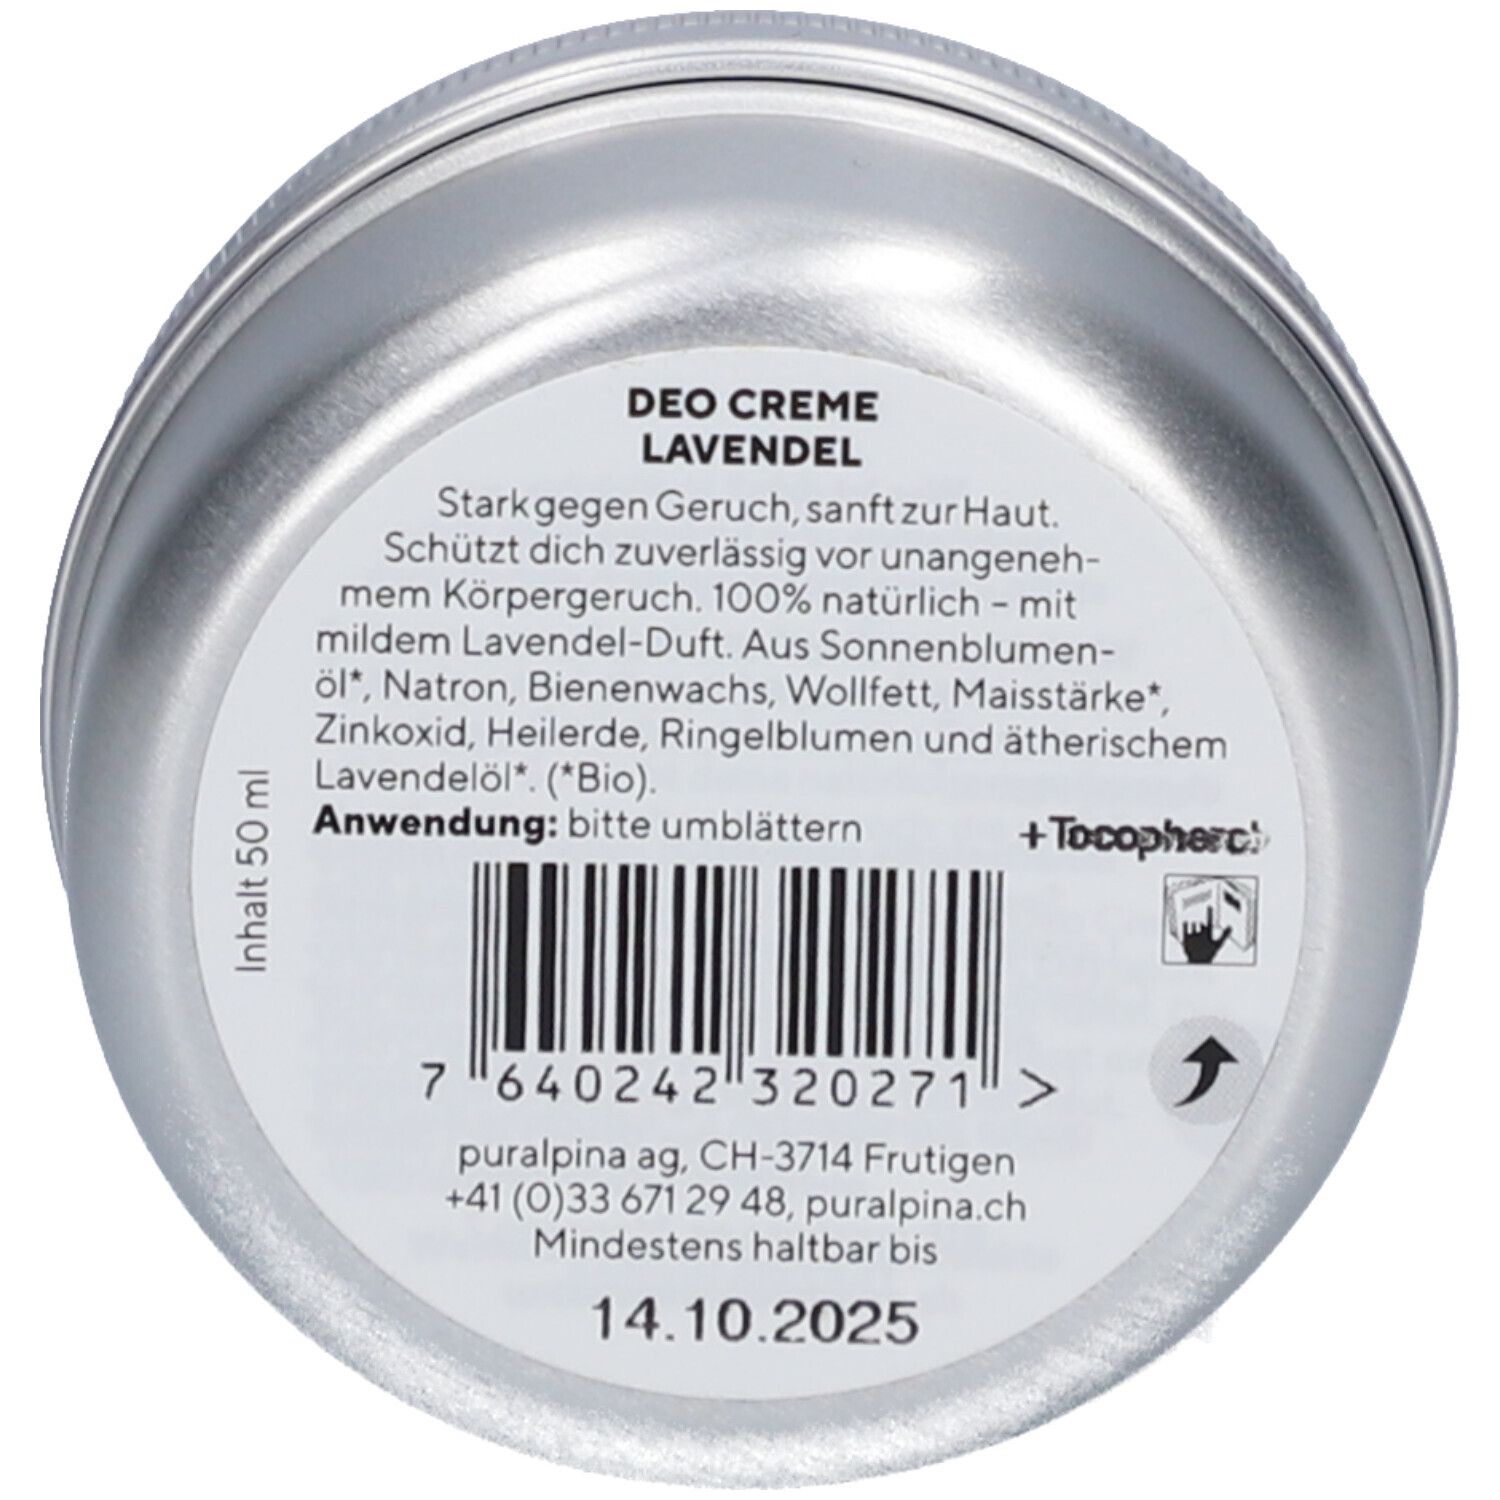 DEO CREME
LAVENDEL
Stark gegen Geruch, sanft zur Haut.
Schützt dich zuverlässig vor unangeneh-
mem Körpergeruch. 100% natürlich – mit
mildem Lavendel-Duft. Aus Sonnenblumen-
öl*, Natron, Bienenwachs, Wollfett, Maisstärke*,
Zinkoxid, Heilerde, Ringelblumen und ätherischem
Lavendelöl*. (*Bio).
Anwendung: bitte umblättern
+Tocopherol
Inhalt 50 ml
7 640242 320271 >
puralpina ag, CH-3714 Frutigen
+41 (0)33 671 29 48, puralpina.ch
Mindestens haltbar bis
14.10.2025